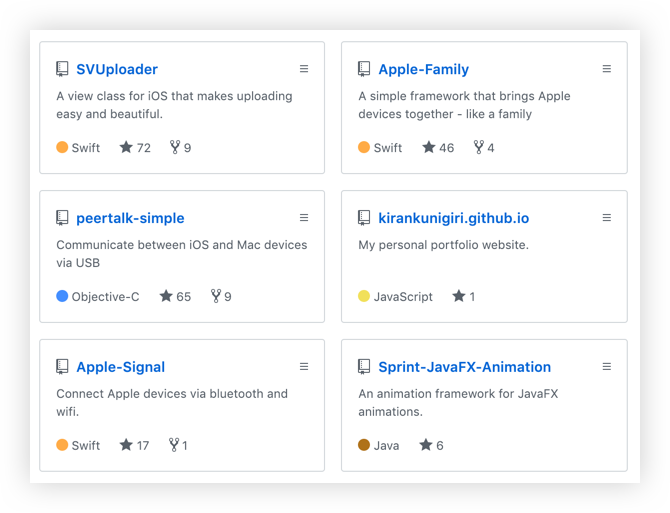 SVUploader
A view class for iOS that makes uploading
easy and beautiful.
Swift 72 9
Apple-Family
A simple framework that brings Apple
devices together - like a family
Swift 46 4
peertalk-simple
Communicate between iOS and Mac devices
via USB
Objective-C 65 9
kirankunigiri.github.io
My personal portfolio website.
JavaScript 1
Apple-Signal
Connect Apple devices via bluetooth and
wifi.
Swift 17 1
Sprint-JavaFX-Animation
An animation framework for JavaFX
animations.
Java 6